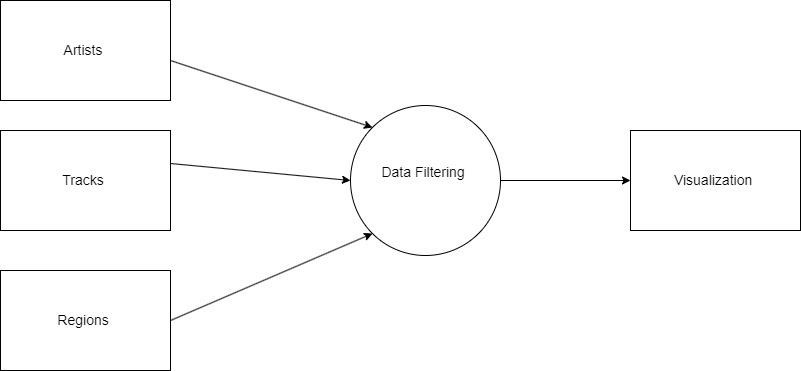 Artists
Tracks
Data Filtering
Visualization
Regions